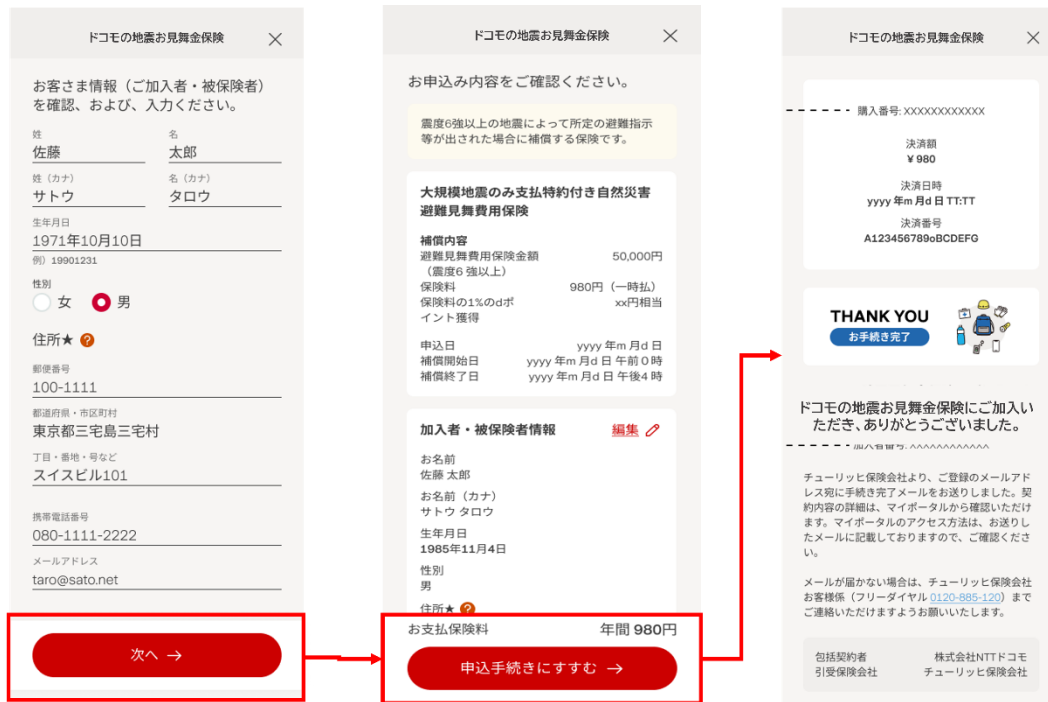 ドコモの地震お見舞金保険
お客さま情報（ご加入者・被保険者）
を確認、および、入力ください。
姓 名
佐藤 太郎
姓（カナ） 名（カナ）
サトウ タロウ
生年月日
1971年10月10日
例）19901231
性別
女 男
住所★ ?
郵便番号
100-1111
都道府県・市区町村
東京都三宅島三宅村
丁目・番地・号など
スイスビル101
携帯電話番号
080-1111-2222
メールアドレス
taro@sato.net
次へ →
ドコモの地震お見舞金保険
お申込み内容をご確認ください。
震度6強以上の地震によって所定の避難指示
等が出された場合に補償する保険です。
大規模地震のみ支払特約付き自然災害
避難見舞費用保険
補償内容
避難見舞費用保険金額 50,000円
（震度6 強以上）
保険料 980円（一時払）
保険料の1%のdポ xx円相当
イント獲得
申込日 yyyy 年m 月d 日
補償開始日 yyyy 年m 月d 日 午前０時
補償終了日 yyyy 年m 月d 日 午後4 時
加入者・被保険者情報 編集
お名前
佐藤 太郎
お名前（カナ）
サトウ タロウ
生年月日
1985年11月4日
性別
男
住所★ ?
お支払保険料 年間 980円
申込手続きにすすむ →
ドコモの地震お見舞金保険
購入番号: XXXXXXXXXXXX
決済額
¥ 980
決済日時
yyyy 年m 月d 日 TT:TT
決済番号
A123456789oBCDEFG
THANK YOU
お手続き完了
ドコモの地震お見舞金保険にご加入い
ただき、ありがとうございました。
加入者番号: XXXXXXXXXXXX
チューリッヒ保険会社より、ご登録のメールアド
レス宛に手続き完了メールをお送りしました。契
約内容の詳細は、マイポータルから確認いただけ
ます。マイポータルのアクセス方法は、お送りし
たメールに記載しておりますので、ご確認くださ
い。
メールが届かない場合は、チューリッヒ保険会社
お客様係（フリーダイヤル 0120-885-120）まで
ご連絡いただけますようお願いいたします。
包括契約者 株式会社NTTドコモ
引受保険会社 チューリッヒ保険会社